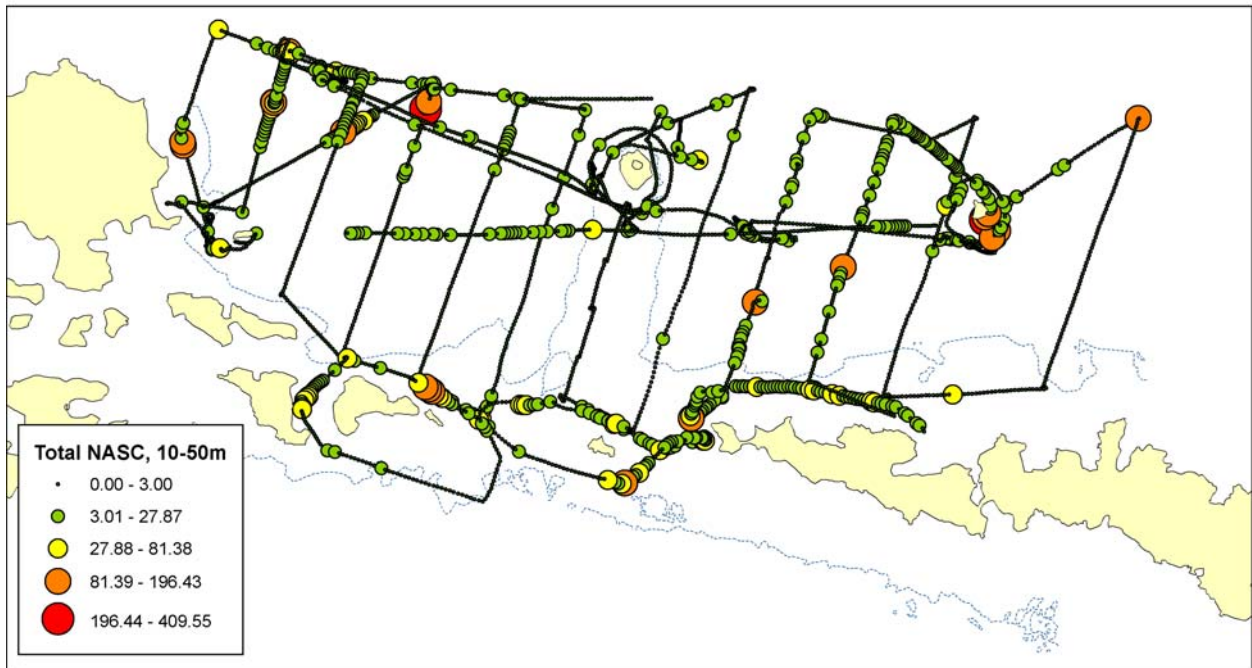 Total NASC, 10-50m
0.00 - 3.00
3.01 - 27.87
27.88 - 81.38
81.39 - 196.43
196.44 - 409.55